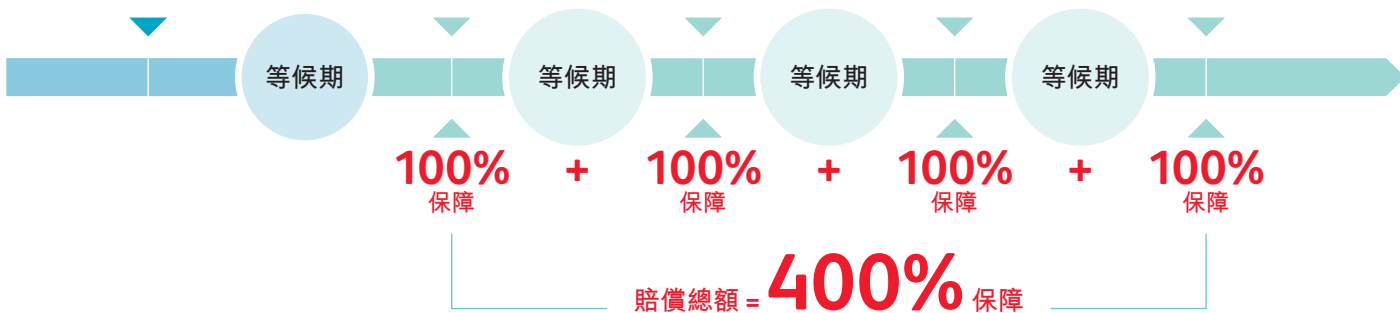 等候期 等候期 等候期 等候期
100% + 100% + 100% + 100%
保障 保障 保障 保障
賠償總額 = 400% 保障